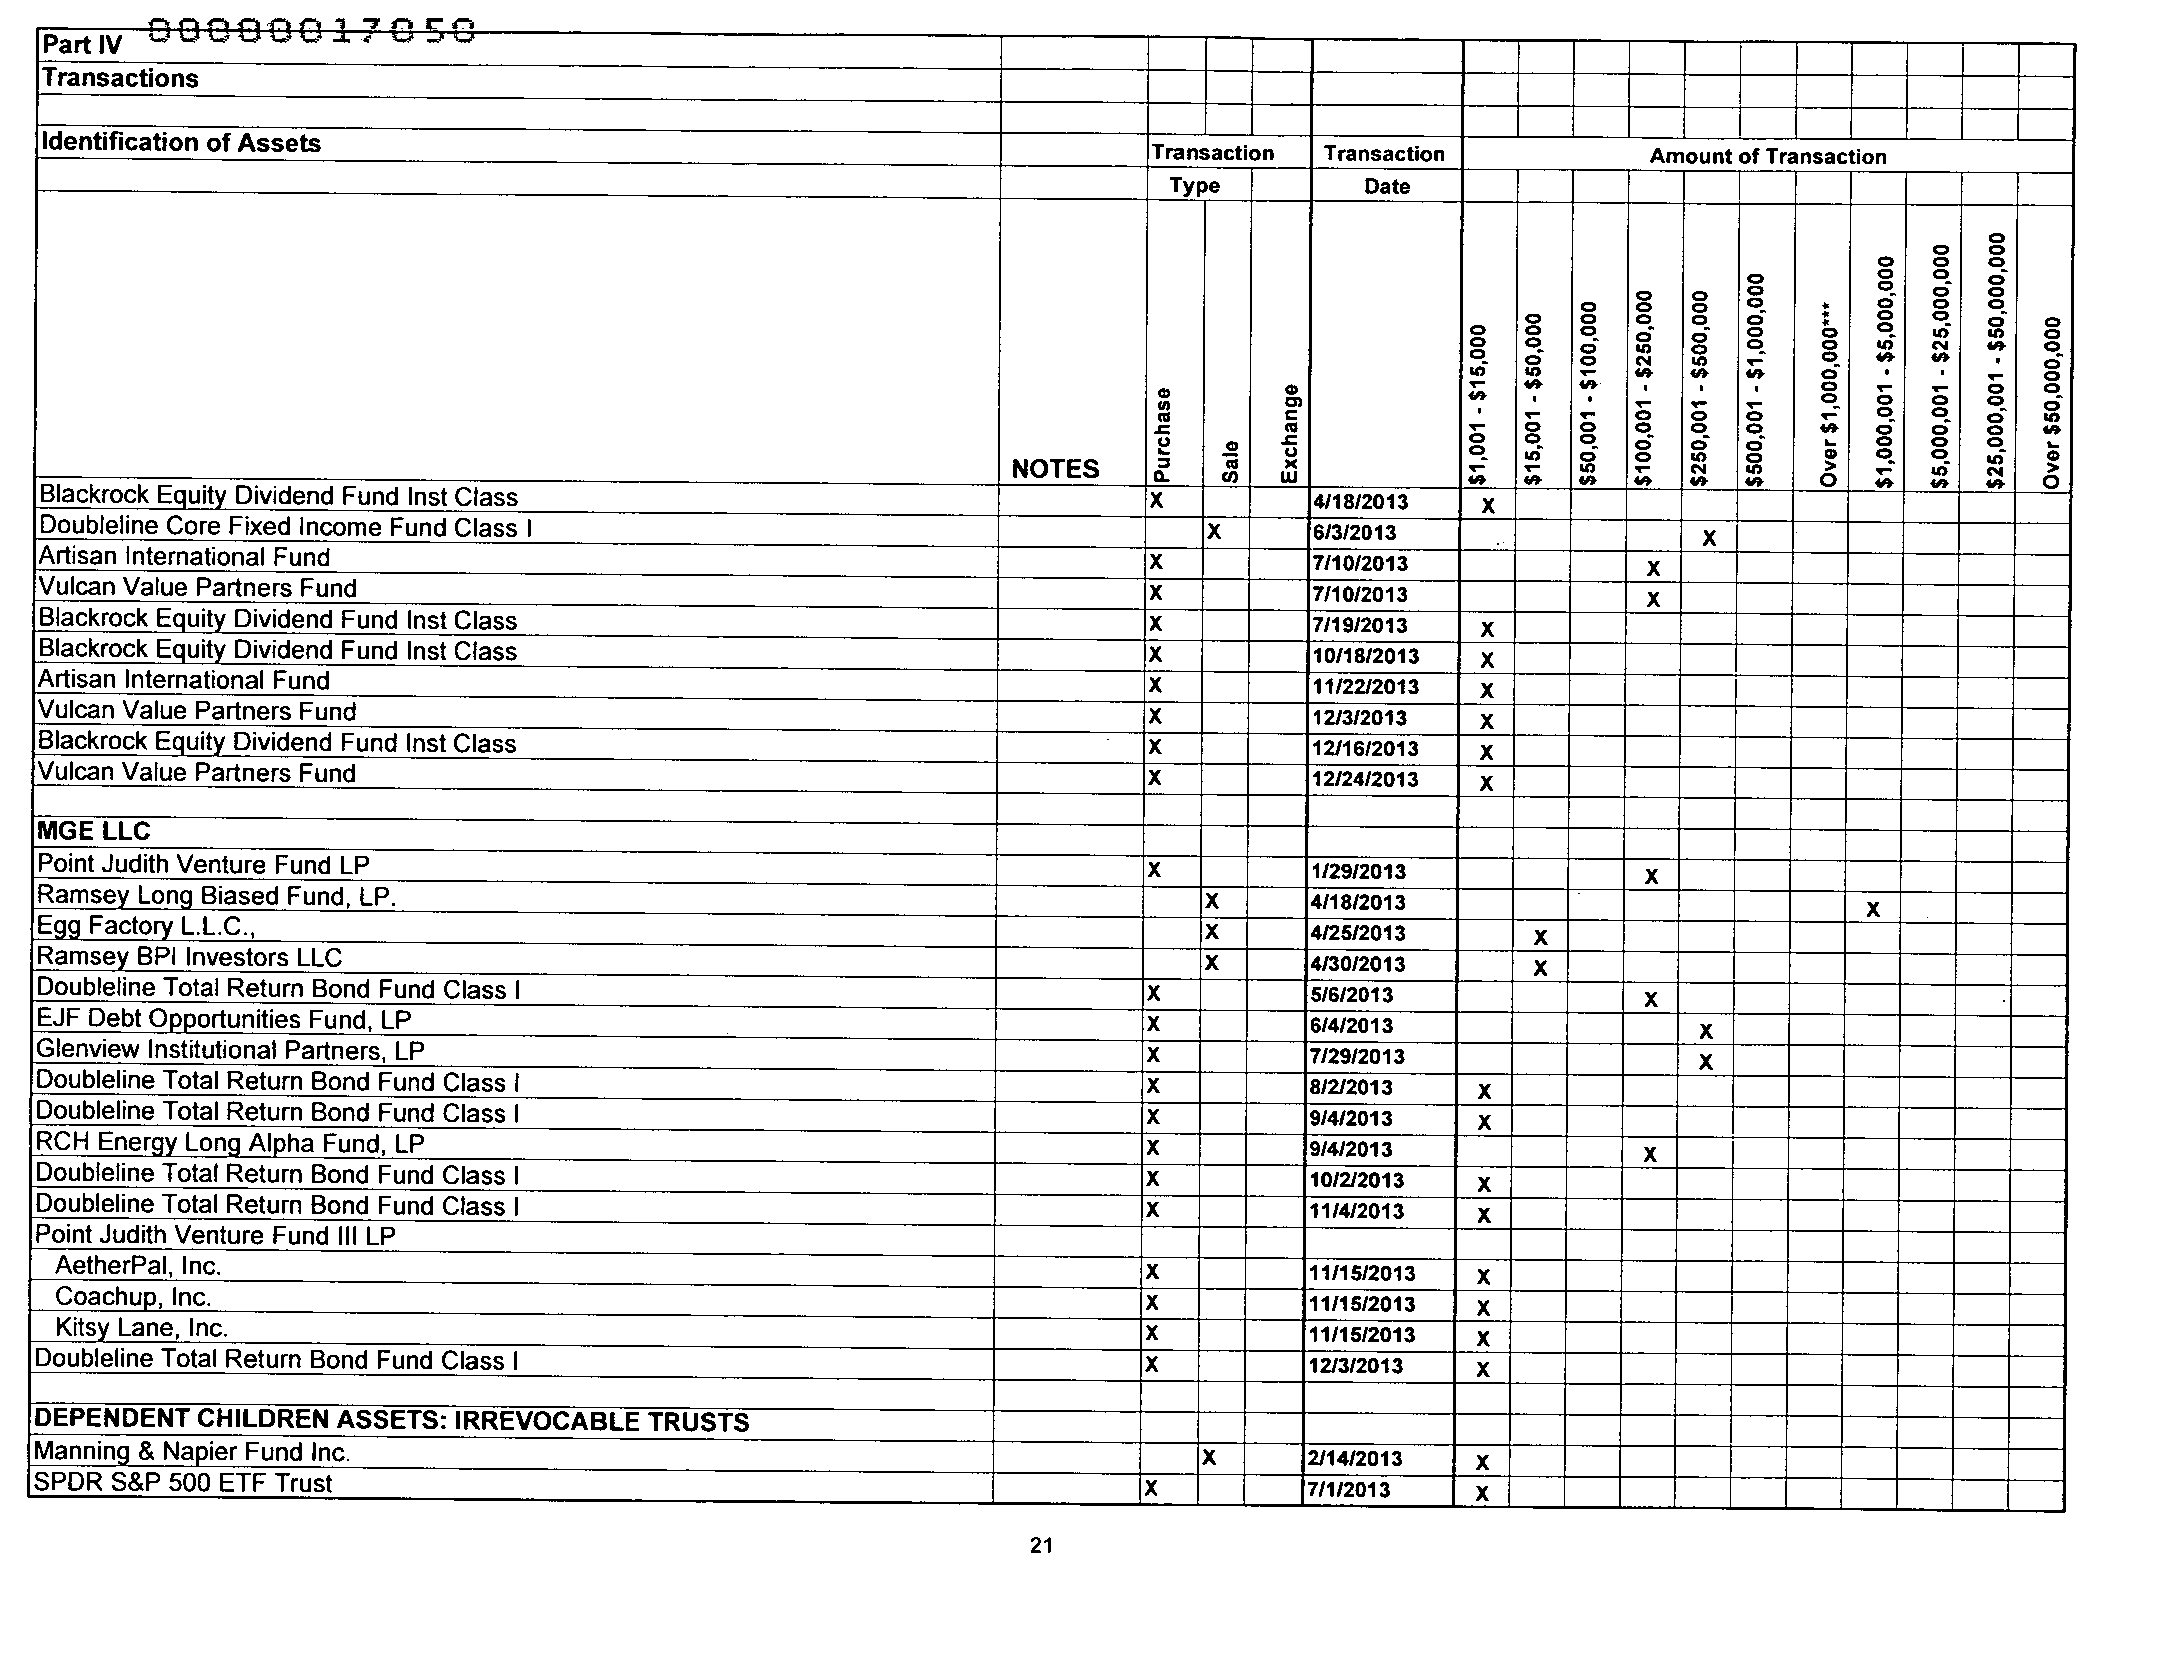 00000017050
Part IV
Transactions
Identification of Assets
Transaction Transaction Amount of Transaction
Type Date
NOTES Purchase Sale Exchange $1,001 - $15,000 $15,001 - $50,000 $50,001 - $100,000 $100,001 - $250,000 $250,001 - $500,000 $500,001 - $1,000,000 Over $1,000,000*** $1,000,001 - $5,000,000 $5,000,001 - $25,000,000 $25,000,001 - $50,000,000 Over $50,000,000
Blackrock Equity Dividend Fund Inst Class X 4/18/2013 X
Doubleline Core Fixed Income Fund Class I X 6/3/2013 X
Artisan International Fund X 7/10/2013 X
Vulcan Value Partners Fund X 7/10/2013 X
Blackrock Equity Dividend Fund Inst Class X 7/19/2013 X
Blackrock Equity Dividend Fund Inst Class X 10/18/2013 X
Artisan International Fund X 11/22/2013 X
Vulcan Value Partners Fund X 12/3/2013 X
Blackrock Equity Dividend Fund Inst Class X 12/16/2013 X
Vulcan Value Partners Fund X 12/24/2013 X
MGE LLC
Point Judith Venture Fund LP X 1/29/2013 X
Ramsey Long Biased Fund, LP. X 4/18/2013 X
Egg Factory L.L.C., X 4/25/2013 X
Ramsey BPI Investors LLC X 4/30/2013 X
Doubleline Total Return Bond Fund Class I X 5/6/2013 X
EJF Debt Opportunities Fund, LP X 6/4/2013 X
Glenview Institutional Partners, LP X 7/29/2013 X
Doubleline Total Return Bond Fund Class I X 8/2/2013 X
Doubleline Total Return Bond Fund Class I X 9/4/2013 X
RCH Energy Long Alpha Fund, LP X 9/4/2013 X
Doubleline Total Return Bond Fund Class I X 10/2/2013 X
Doubleline Total Return Bond Fund Class I X 11/4/2013 X
Point Judith Venture Fund III LP
AetherPal, Inc. X 11/15/2013 X
Coachup, Inc. X 11/15/2013 X
Kitsy Lane, Inc. X 11/15/2013 X
Doubleline Total Return Bond Fund Class I X 12/3/2013 X
DEPENDENT CHILDREN ASSETS: IRREVOCABLE TRUSTS
Manning & Napier Fund Inc. X 2/14/2013 X
SPDR S&P 500 ETF Trust X 7/1/2013 X
21